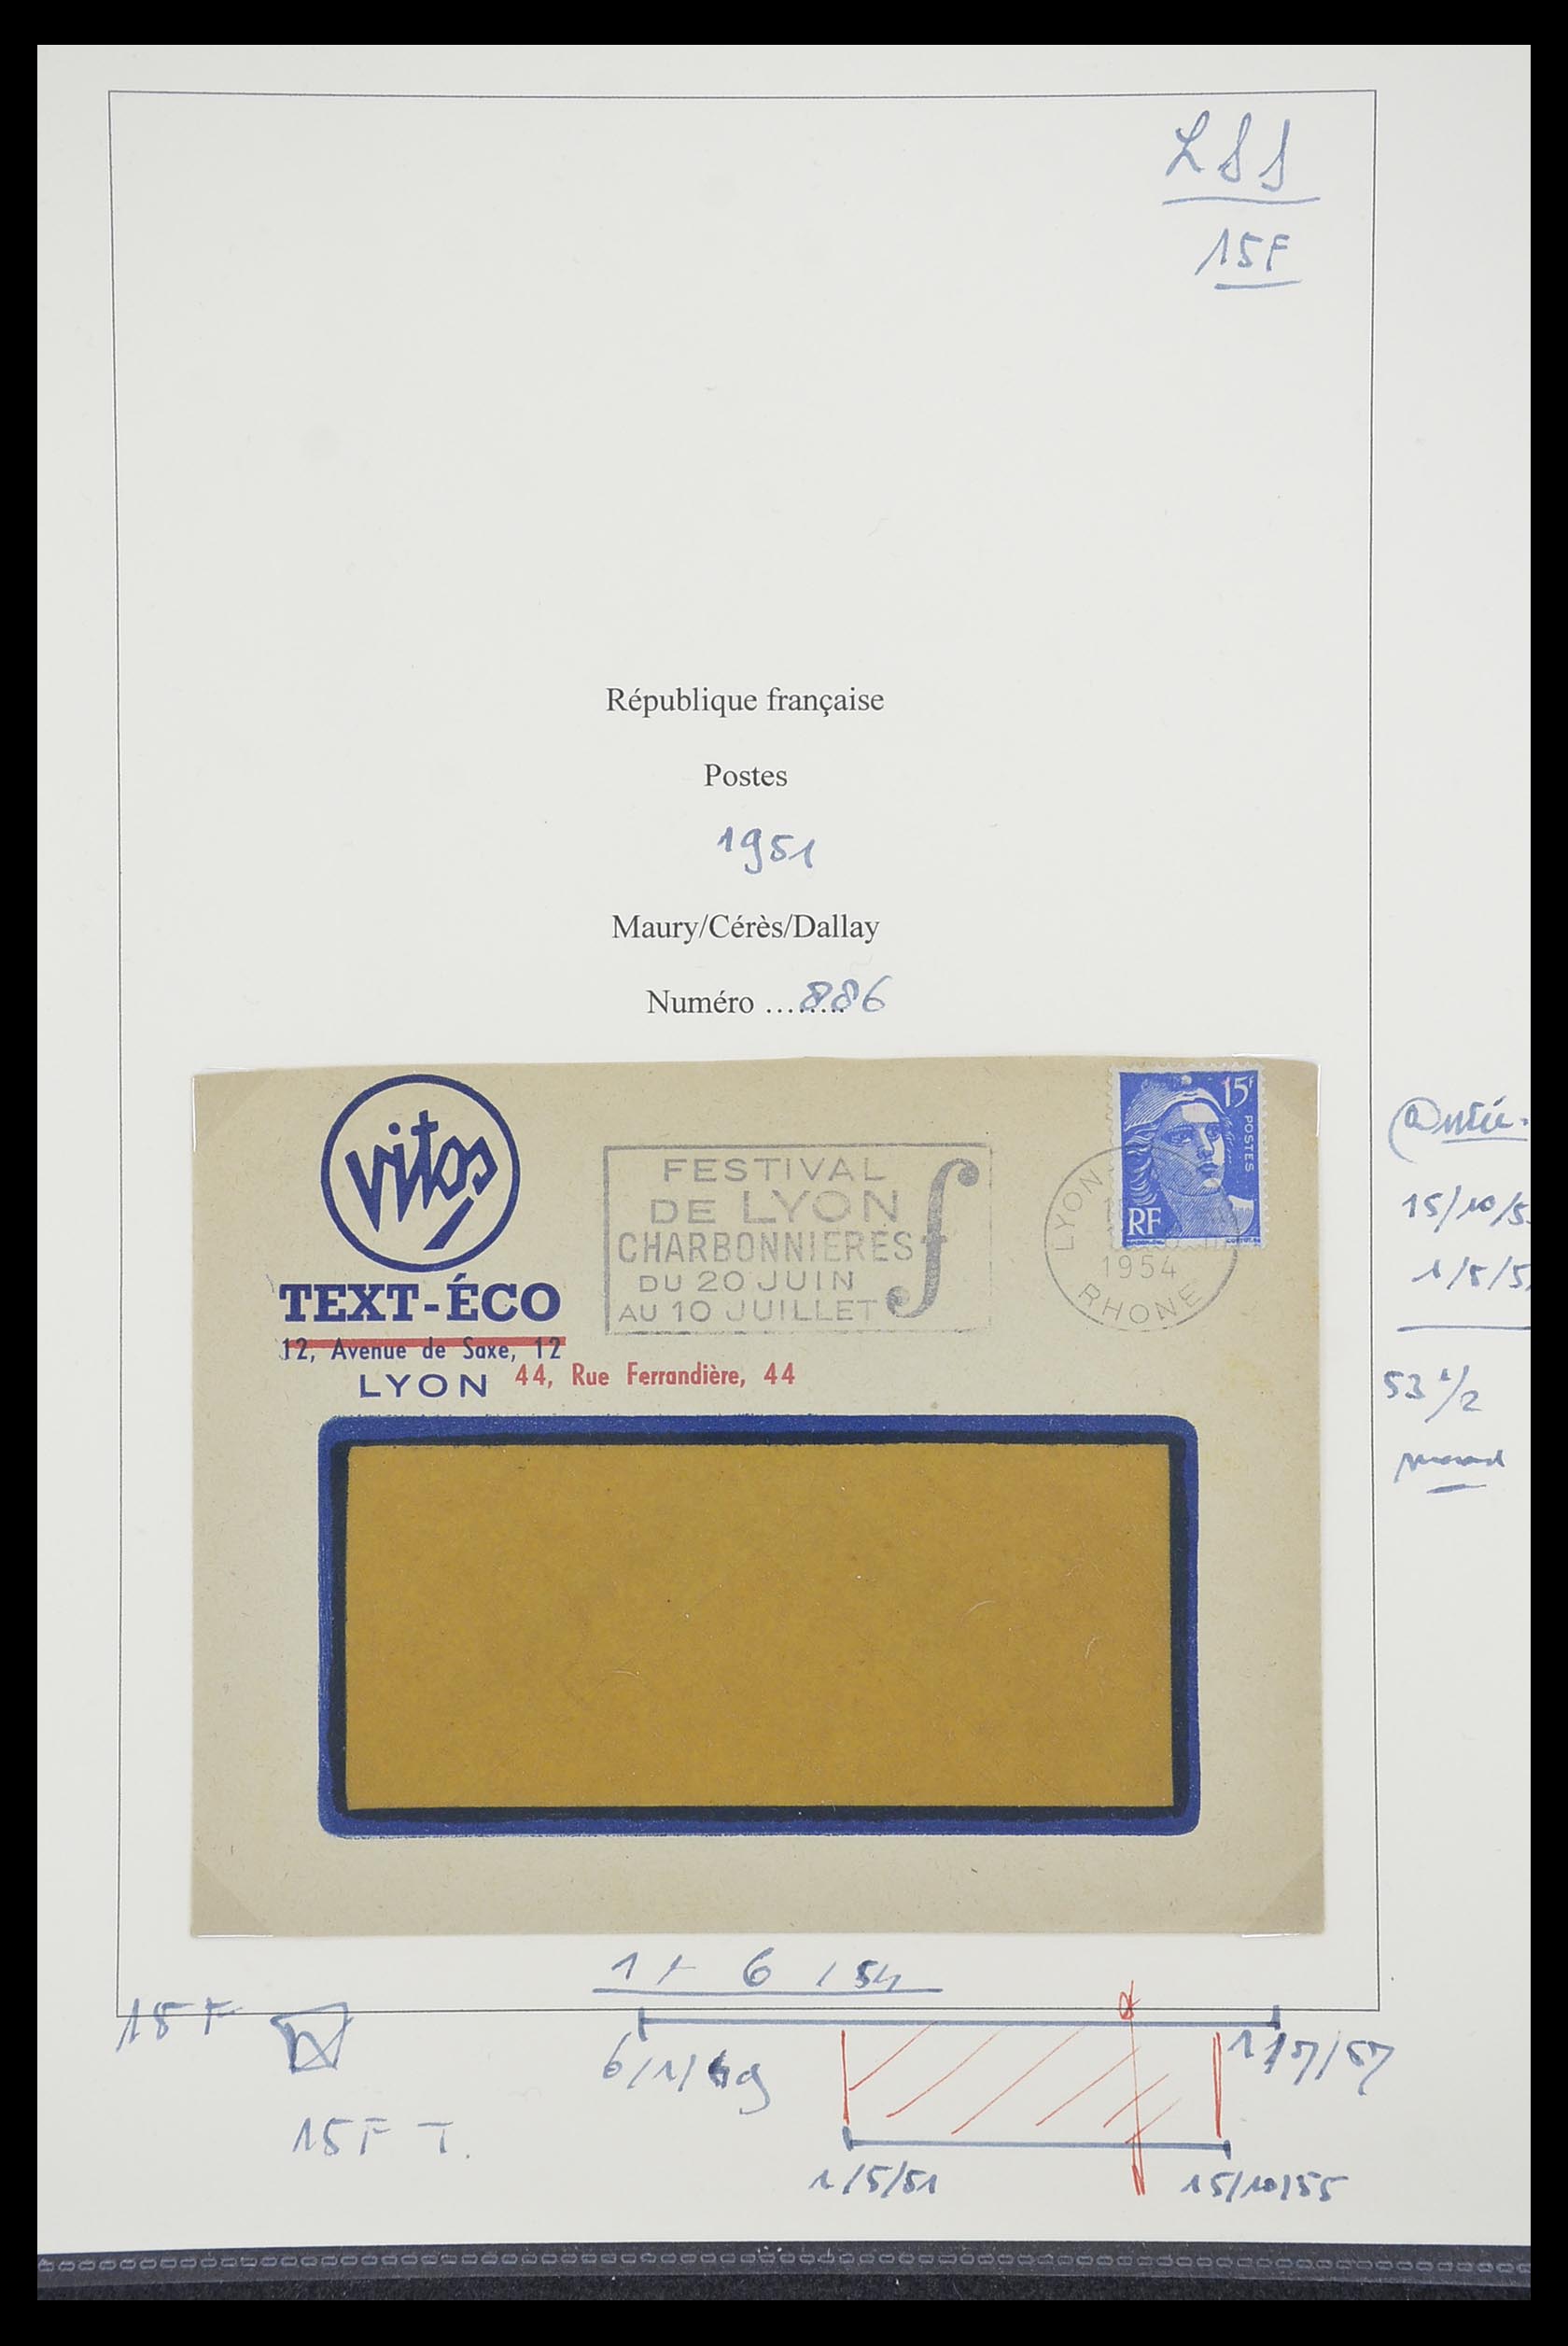 LSS
15F
République française
Postes
1951
Maury/Cérès/Dallay
Numéro ........886
Vitos
TEXT-ÉCO
12, Avenue de Saxe, 12
LYON
44, Rue Ferrandière, 44
FESTIVAL
DE LYON
CHARBONNIERES
DU 20 JUIN
AU 10 JUILLET
LYON
1954
RHONE
15F
POSTES
RF
15/10/5
1/5/5
53 1/2
6 / 54
15F
6/1/49
1/7/57
15F T.
1/5/51
15/10/55